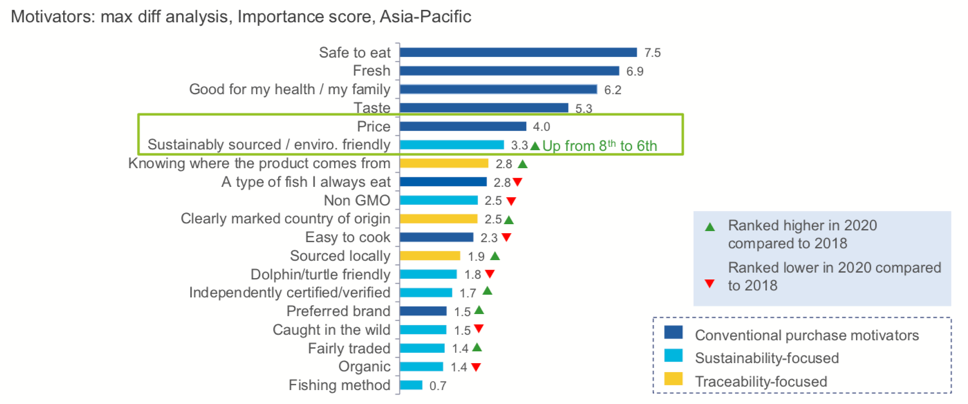 Motivators: max diff analysis, Importance score, Asia-Pacific
Safe to eat 7.5
Fresh 6.9
Good for my health / my family 6.2
Taste 5.3
Price 4.0
Sustainably sourced / enviro. friendly 3.3 ▲ Up from 8th to 6th
Knowing where the product comes from 2.8 ▲
A type of fish I always eat 2.8 ▼
Non GMO 2.5 ▼
Clearly marked country of origin 2.5 ▲
Easy to cook 2.3 ▼
Sourced locally 1.9 ▲
Dolphin/turtle friendly 1.8 ▼
Independently certified/verified 1.7 ▲
Preferred brand 1.5 ▲
Caught in the wild 1.5 ▼
Fairly traded 1.4 ▲
Organic 1.4 ▼
Fishing method 0.7
▲ Ranked higher in 2020
compared to 2018
▼ Ranked lower in 2020 compared
to 2018
Conventional purchase motivators
Sustainability-focused
Traceability-focused